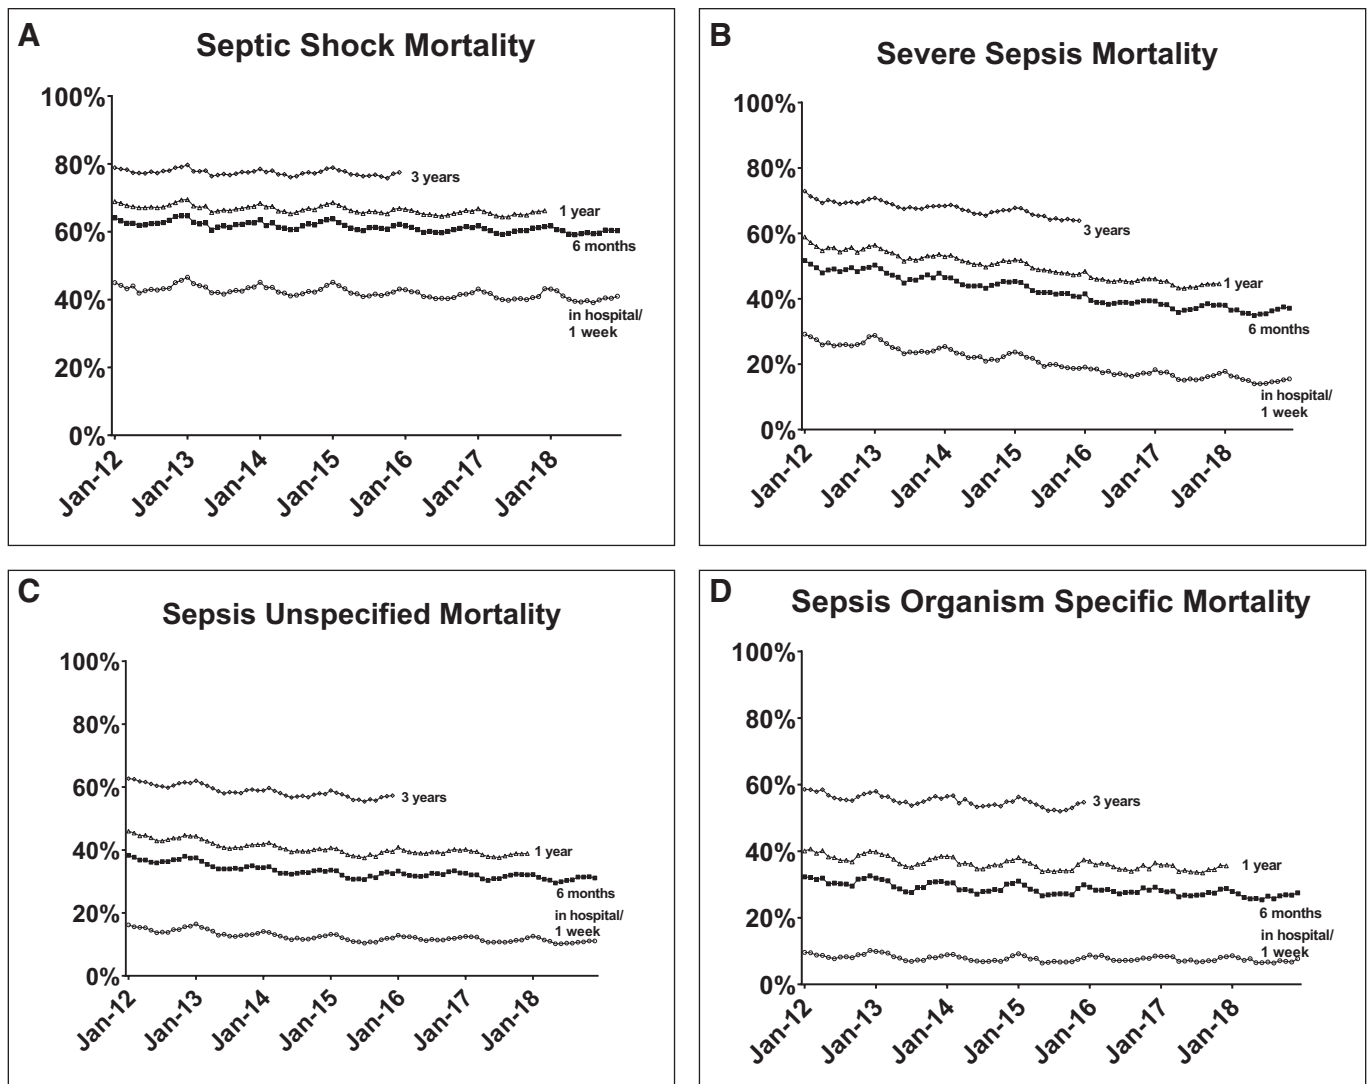 A
Septic Shock Mortality
100%
80%
60%
40%
20%
0%
3 years
1 year
6 months
in hospital/
1 week
Jan-12
Jan-13
Jan-14
Jan-15
Jan-16
Jan-17
Jan-18
B
Severe Sepsis Mortality
100%
80%
60%
40%
20%
0%
3 years
1 year
6 months
in hospital/
1 week
Jan-12
Jan-13
Jan-14
Jan-15
Jan-16
Jan-17
Jan-18
C
Sepsis Unspecified Mortality
100%
80%
60%
40%
20%
0%
3 years
1 year
6 months
in hospital/
1 week
Jan-12
Jan-13
Jan-14
Jan-15
Jan-16
Jan-17
Jan-18
D
Sepsis Organism Specific Mortality
100%
80%
60%
40%
20%
0%
3 years
1 year
6 months
in hospital/
1 week
Jan-12
Jan-13
Jan-14
Jan-15
Jan-16
Jan-17
Jan-18